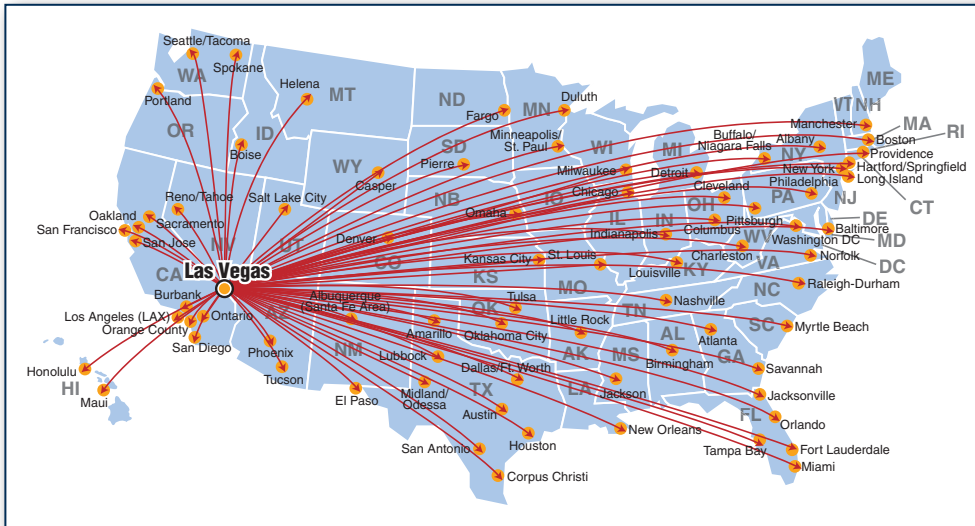 Seattle/Tacoma
Spokane
WA
Helena
MT
ND
Duluth
MN
Fargo
ME
VT
NH
Portland
OR
ID
Boise
Minneapolis/
St. Paul
SD
Pierre
WI
MI
Buffalo/
Niagara Falls
Manchester
Albany
MA
RI
Boston
NY
Providence
WY
Casper
Milwaukee
Detroit
New York
Hartford/Springfield
Long Island
Reno/Tahoe
Salt Lake City
NB
IO
Chicago
Cleveland
Philadelphia
PA
NJ
CT
Oakland
San Francisco
Sacramento
San Jose
NV
UT
Omaha
IL
IN
OH
Pittsburgh
DE
Baltimore
Denver
CO
Indianapolis
Columbus
WV
Washington DC
MD
DC
CA
Las Vegas
Kansas City
St. Louis
KS
MO
Louisville
KY
Charleston
VA
Norfolk
Burbank
Los Angeles (LAX)
Orange County
Ontario
AZ
Albuquerque
(Santa Fe Area)
Tulsa
OK
Nashville
TN
NC
Raleigh-Durham
San Diego
Phoenix
Tucson
NM
Amarillo
Oklahoma City
Little Rock
AK
MS
AL
Birmingham
Atlanta
GA
SC
Myrtle Beach
Lubbock
Dallas/Ft. Worth
Savannah
Honolulu
HI
Maui
El Paso
Midland/
Odessa
TX
LA
Jackson
Jacksonville
Austin
FL
Orlando
San Antonio
Houston
New Orleans
Tampa Bay
Fort Lauderdale
Corpus Christi
Miami